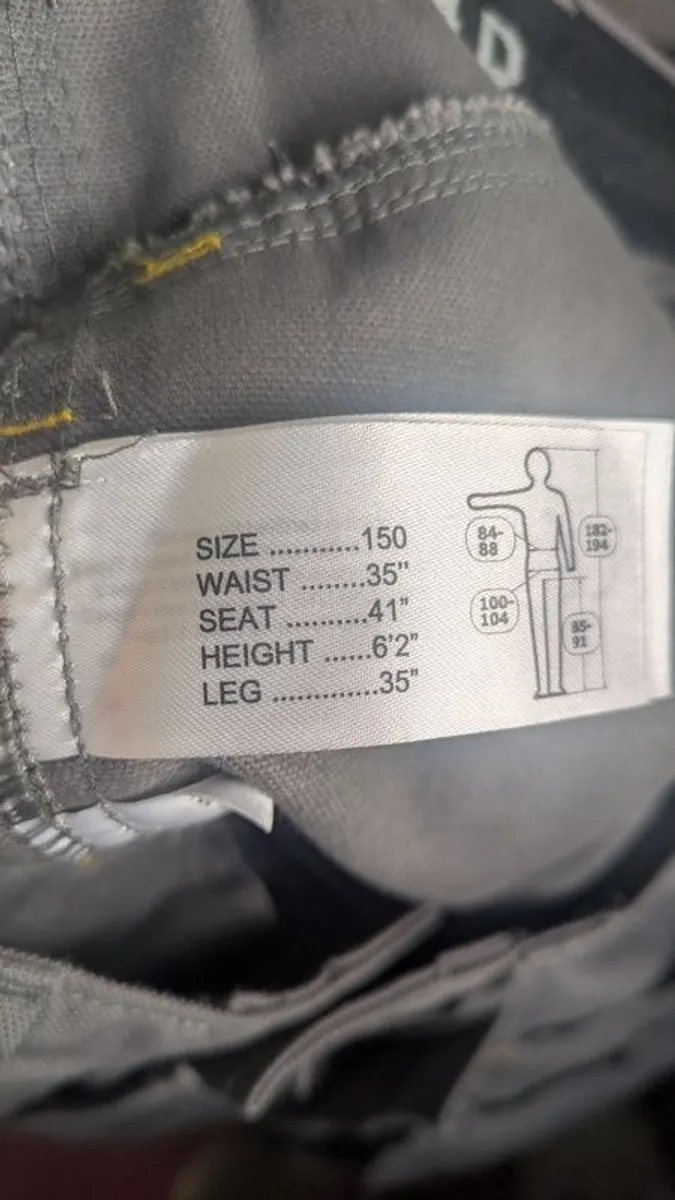 D
SIZE ...........150
WAIST ........35"
SEAT ..........41"
HEIGHT ......6'2"
LEG .............35"
84-
88
182-
194
100-
104
85-
91